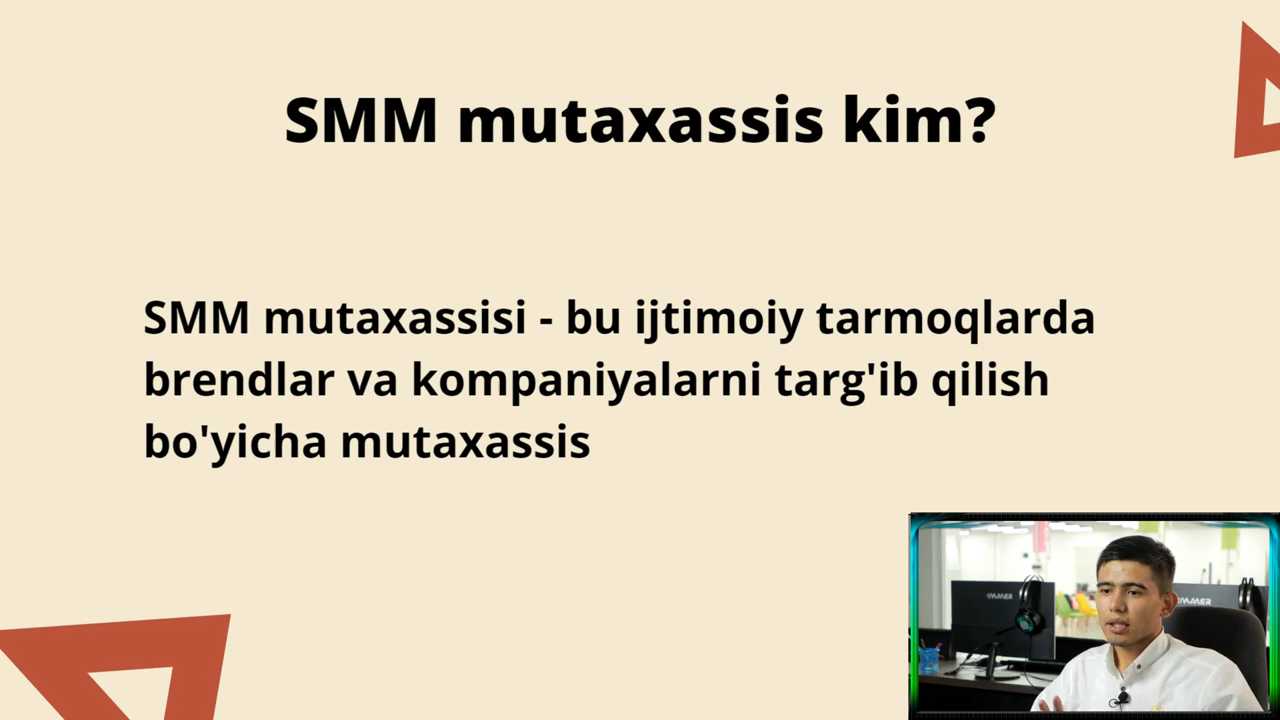 SMM mutaxassis kim?
SMM mutaxassisi - bu ijtimoiy tarmoqlarda
brendlar va kompaniyalarni targ'ib qilish
bo'yicha mutaxassis